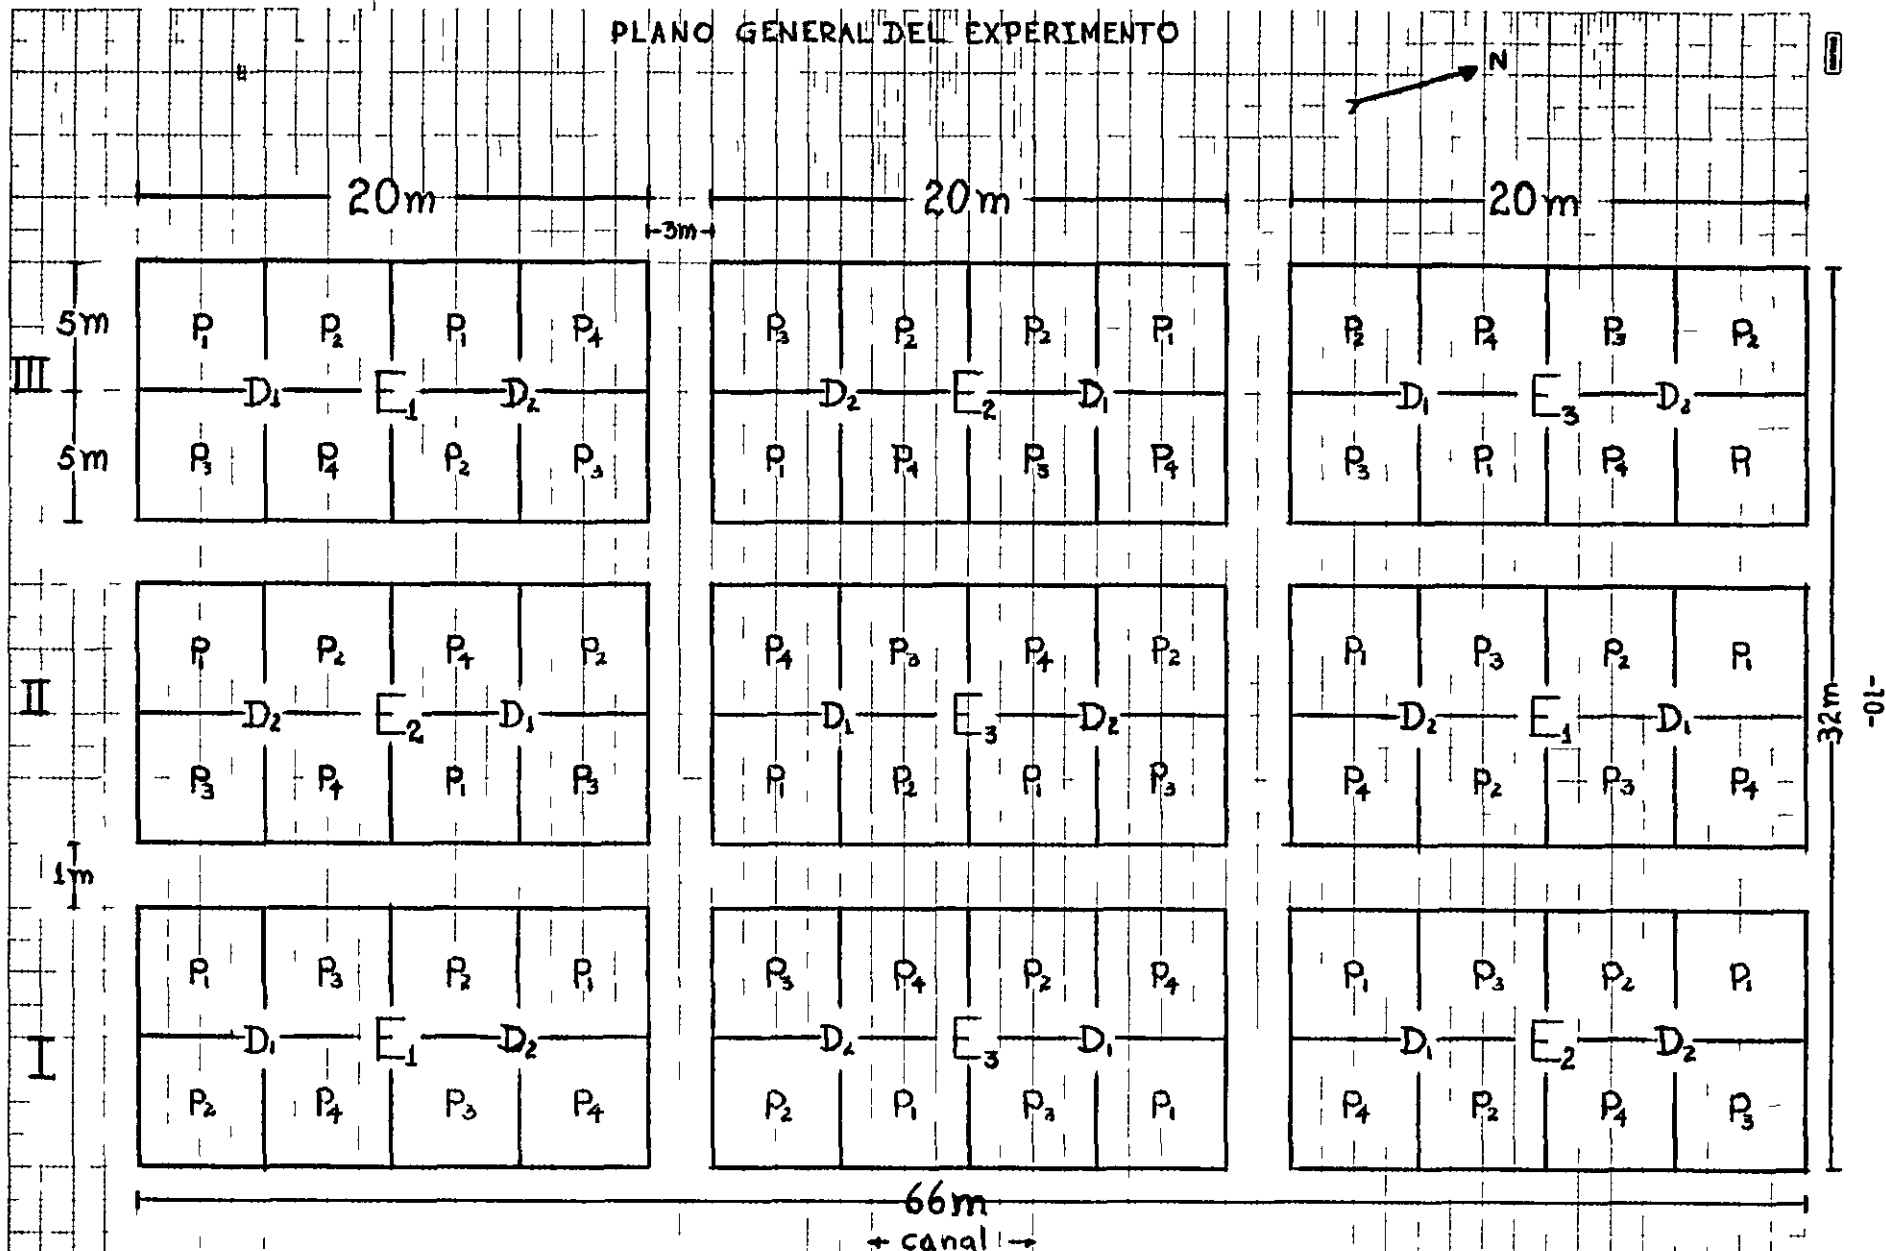 PLANO GENERAL DEL EXPERIMENTO
N
20m 20m 20m
3m
5m P1 P2 P1 P4 P3 P2 P2 P1 P2 P4 P3 P2
III D1 E1 D2 D2 E2 D1 D1 E3 D2
5m P3 P4 P2 P3 P1 P4 P3 P4 P3 P1 P4 P1
P1 P2 P4 P2 P4 P3 P4 P2 P1 P3 P2 P1
II D2 E2 D1 D1 E3 D2 D2 E1 D1 32m -10-
P3 P4 P1 P3 P1 P2 P1 P3 P4 P2 P3 P4
1m
P1 P3 P2 P1 P3 P4 P2 P4 P1 P3 P2 P1
I D1 E1 D2 D2 E3 D1 D1 E2 D2
P2 P4 P3 P4 P2 P1 P3 P1 P4 P2 P4 P3
66m
← canal →